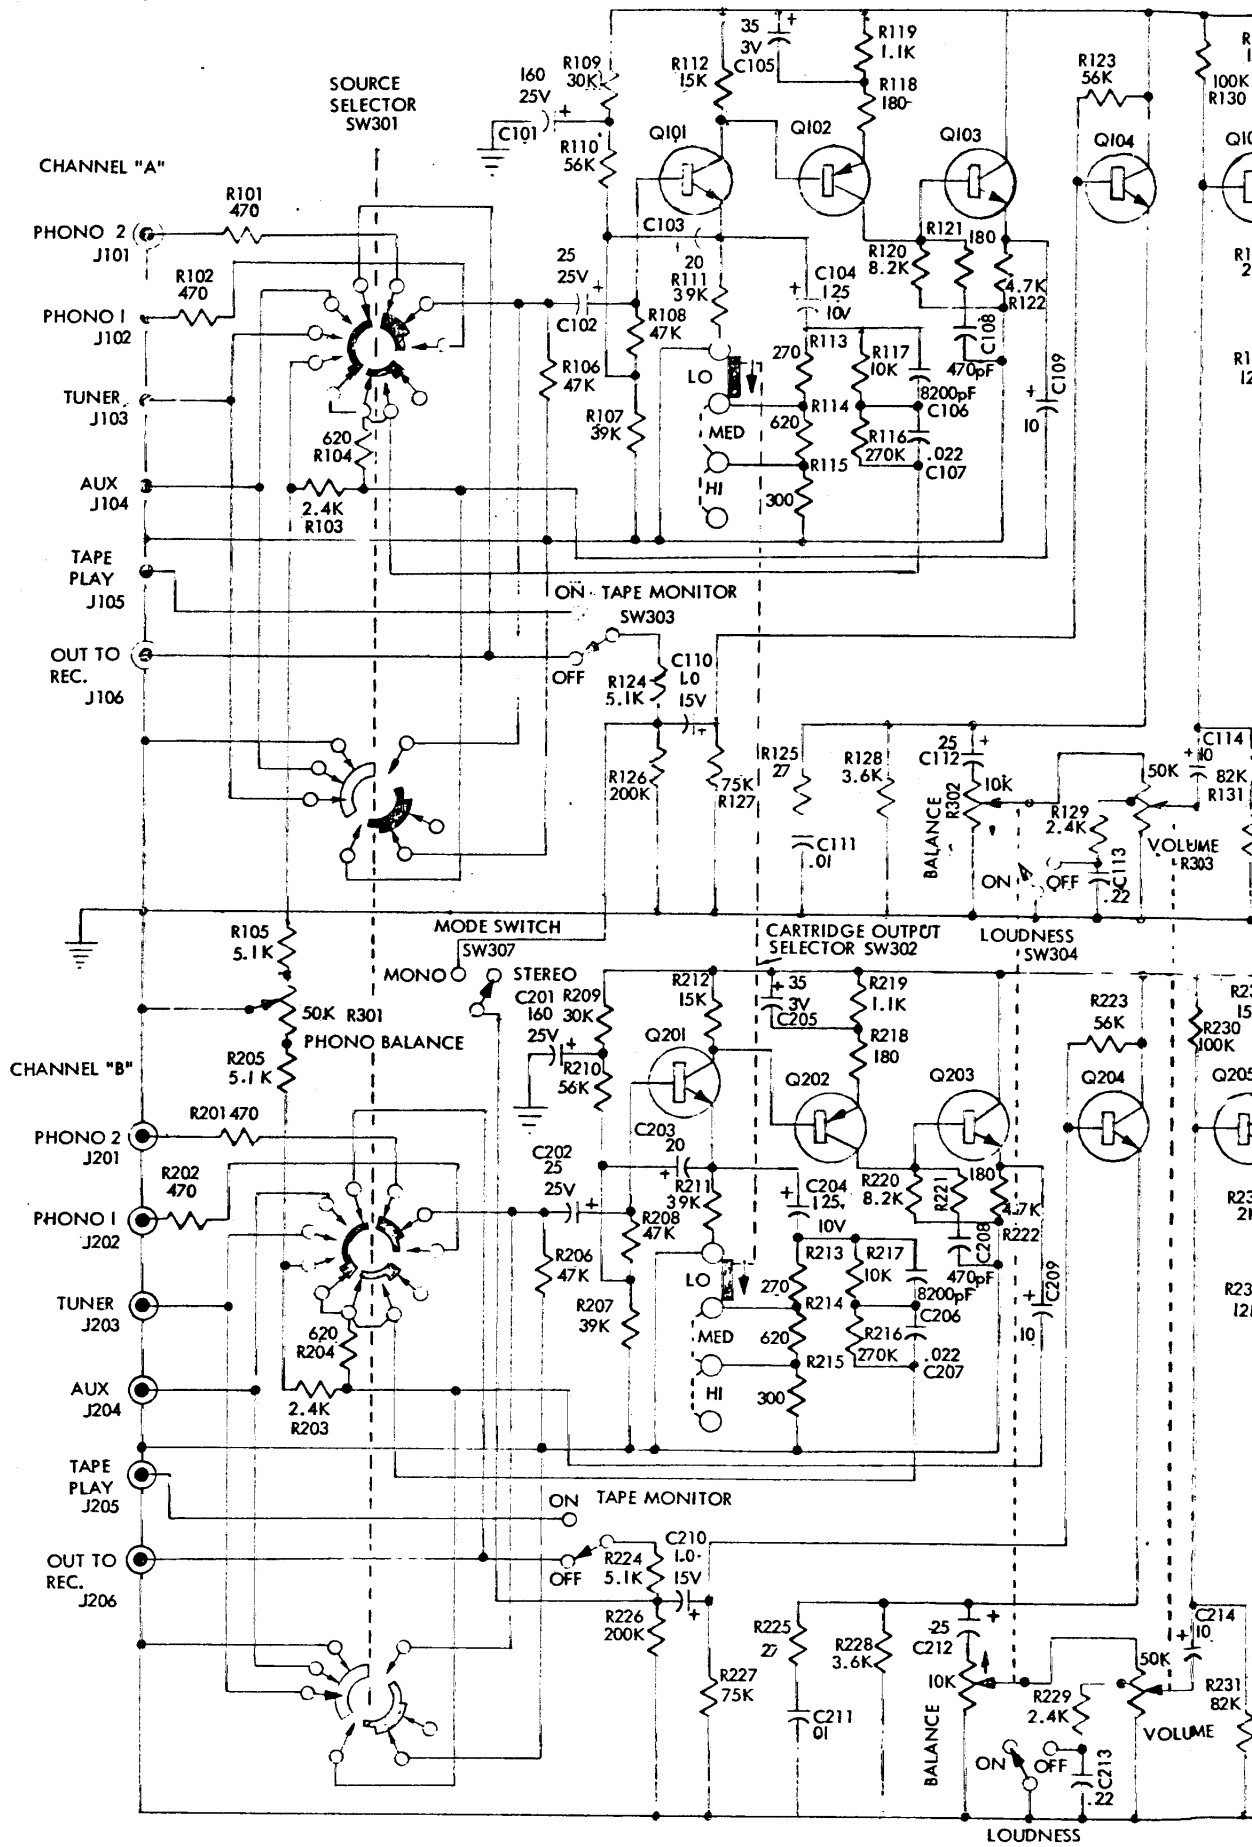 SOURCE
SELECTOR
SW301
CHANNEL "A"
PHONO 2
J101
PHONO 1
J102
TUNER
J103
AUX
J104
TAPE
PLAY
J105
OUT TO
REC.
J106
R101
470
R102
470
620
R104
2.4K
R103
160
25V
C101
R109
30K
R110
56K
R112
15K
35
3V
C105
R119
1.1K
R118
180
Q101
Q102
Q103
R123
56K
Q104
100K
R130
C103
20
25
25V
C102
R111
39K
C104
125
10V
R108
47K
R106
47K
R107
39K
R120
8.2K
R121
180
4.7K
R122
C108
470pF
C109
10
LO
MED
HI
270
R113
R114
620
R115
300
R117
10K
R116
270K
8200pF
C106
.022
C107
ON
TAPE MONITOR
SW303
OFF
R124
5.1K
C110
1.0
15V
R126
200K
75K
R127
R125
27
C111
.01
R128
3.6K
25
C112
10K
R302
BALANCE
R129
2.4K
50K
VOLUME
R303
C114
10
82K
R131
C113
.22
ON
OFF
LOUDNESS
SW304
CARTRIDGE OUTPUT
SELECTOR SW302
MODE SWITCH
SW307
MONO
STEREO
R105
5.1K
50K
R301
PHONO BALANCE
R205
5.1K
CHANNEL "B"
PHONO 2
J201
PHONO 1
J202
TUNER
J203
AUX
J204
TAPE
PLAY
J205
OUT TO
REC.
J206
R201 470
R202
470
620
R204
2.4K
R203
C201
160
25V
R209
30K
R210
56K
R212
15K
35
3V
C205
R219
1.1K
R218
180
Q201
Q202
Q203
R223
56K
Q204
R230
100K
Q205
C203
20
C202
25
25V
R211
39K
C204
125
10V
R208
47K
R206
47K
R207
39K
R220
8.2K
R221
180
4.7K
R222
C208
470pF
C209
10
LO
MED
HI
R213
270
R214
620
R215
300
R217
10K
R216
270K
8200pF
C206
.022
C207
ON
TAPE MONITOR
OFF
R224
5.1K
C210
1.0
15V
R226
200K
R227
75K
R225
27
C211
01
R228
3.6K
25
C212
10K
BALANCE
R229
2.4K
50K
VOLUME
C214
10
R231
82K
C213
.22
ON
OFF
LOUDNESS